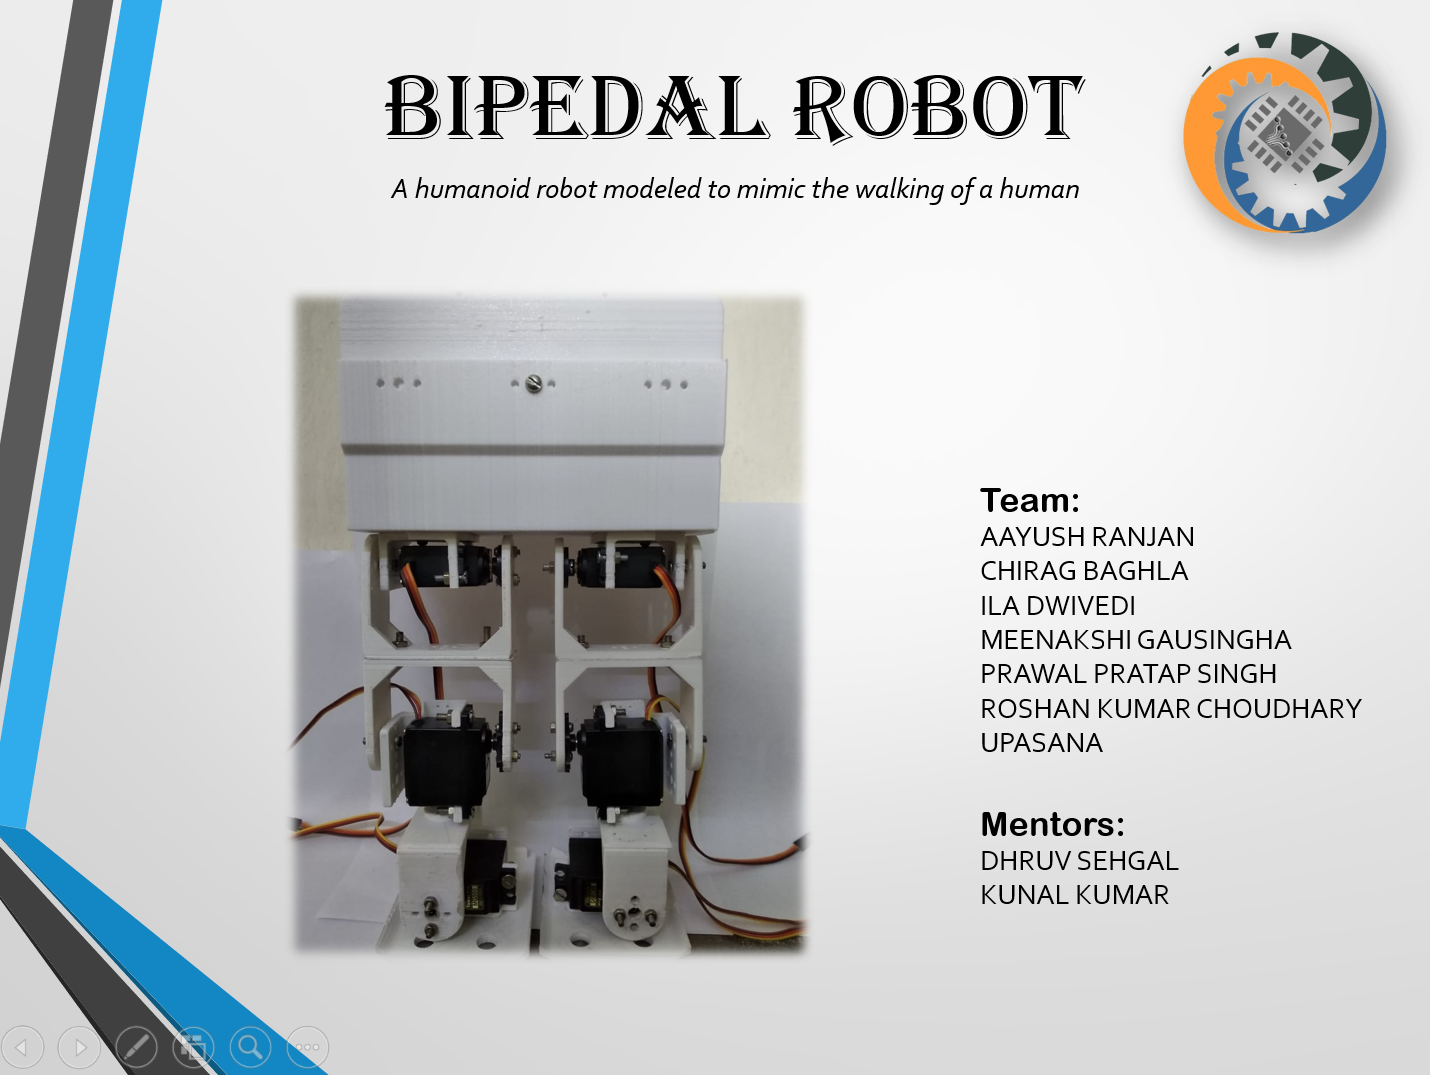 BIPEDAL ROBOT
A humanoid robot modeled to mimic the walking of a human
Team:
AAYUSH RANJAN
CHIRAG BAGHLA
ILA DWIVEDI
MEENAKSHI GAUSINGHA
PRAWAL PRATAP SINGH
ROSHAN KUMAR CHOUDHARY
UPASANA
Mentors:
DHRUV SEHGAL
KUNAL KUMAR